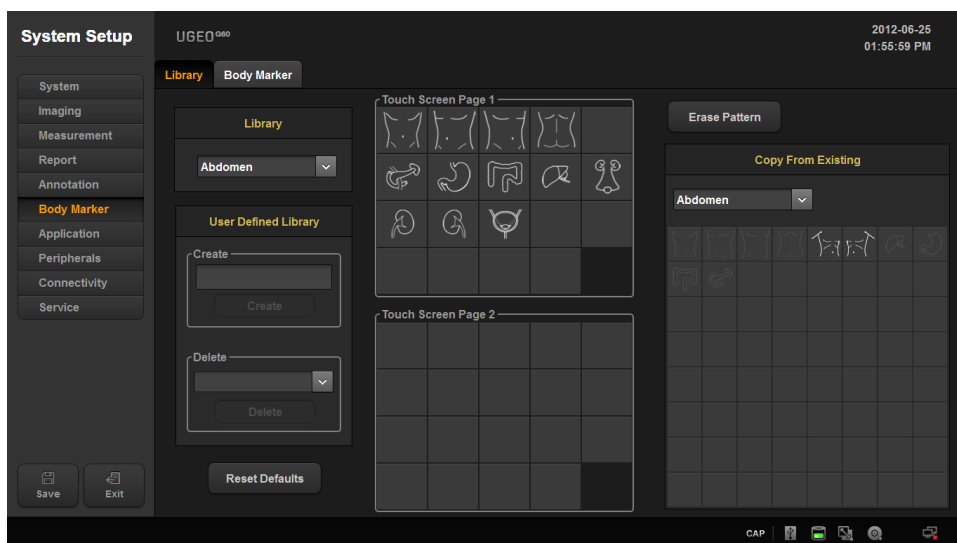 System Setup
UGEO G60
2012-06-25
01:55:59 PM
Library
Body Marker
System
Imaging
Measurement
Report
Annotation
Body Marker
Application
Peripherals
Connectivity
Service
Save
Exit
Library
Abdomen
User Defined Library
Create
Create
Delete
Delete
Reset Defaults
Touch Screen Page 1
Touch Screen Page 2
Erase Pattern
Copy From Existing
Abdomen
CAP